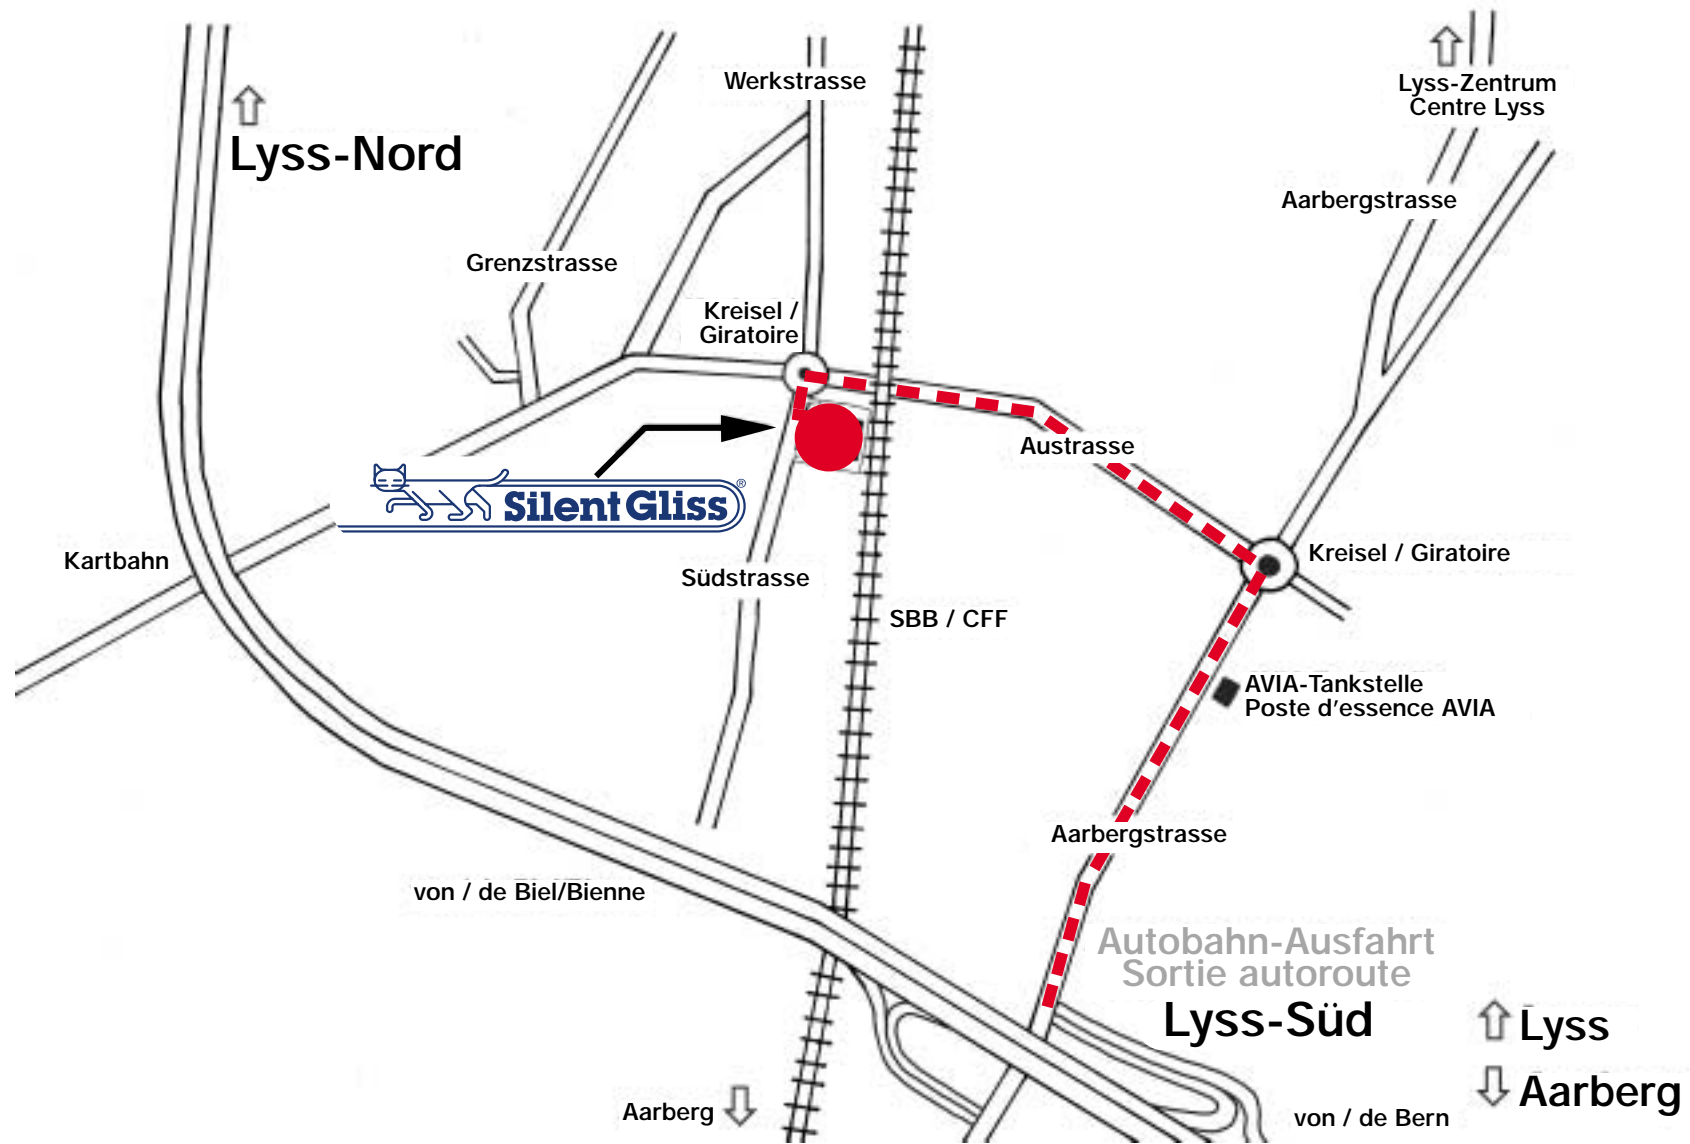 Werkstrasse
Lyss-Zentrum
Centre Lyss
Lyss-Nord
Aarbergstrasse
Grenzstrasse
Kreisel /
Giratoire
Austrasse
Silent Gliss®
Kartbahn
Südstrasse
Kreisel / Giratoire
SBB / CFF
AVIA-Tankstelle
Poste d'essence AVIA
Aarbergstrasse
von / de Biel/Bienne
Autobahn-Ausfahrt
Sortie autoroute
Lyss-Süd
Lyss
Aarberg
Aarberg
von / de Bern